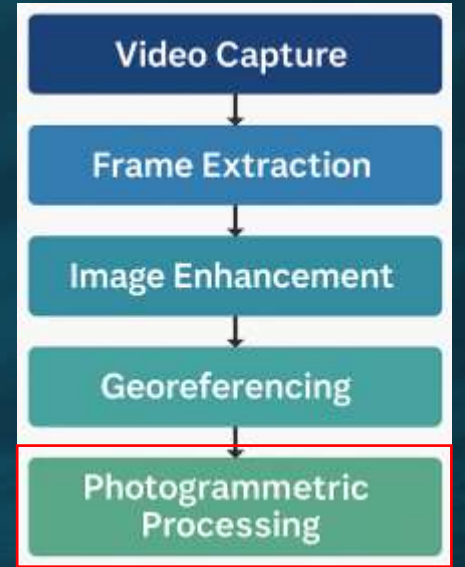 Video Capture
Frame Extraction
Image Enhancement
Georeferencing
Photogrammetric
Processing